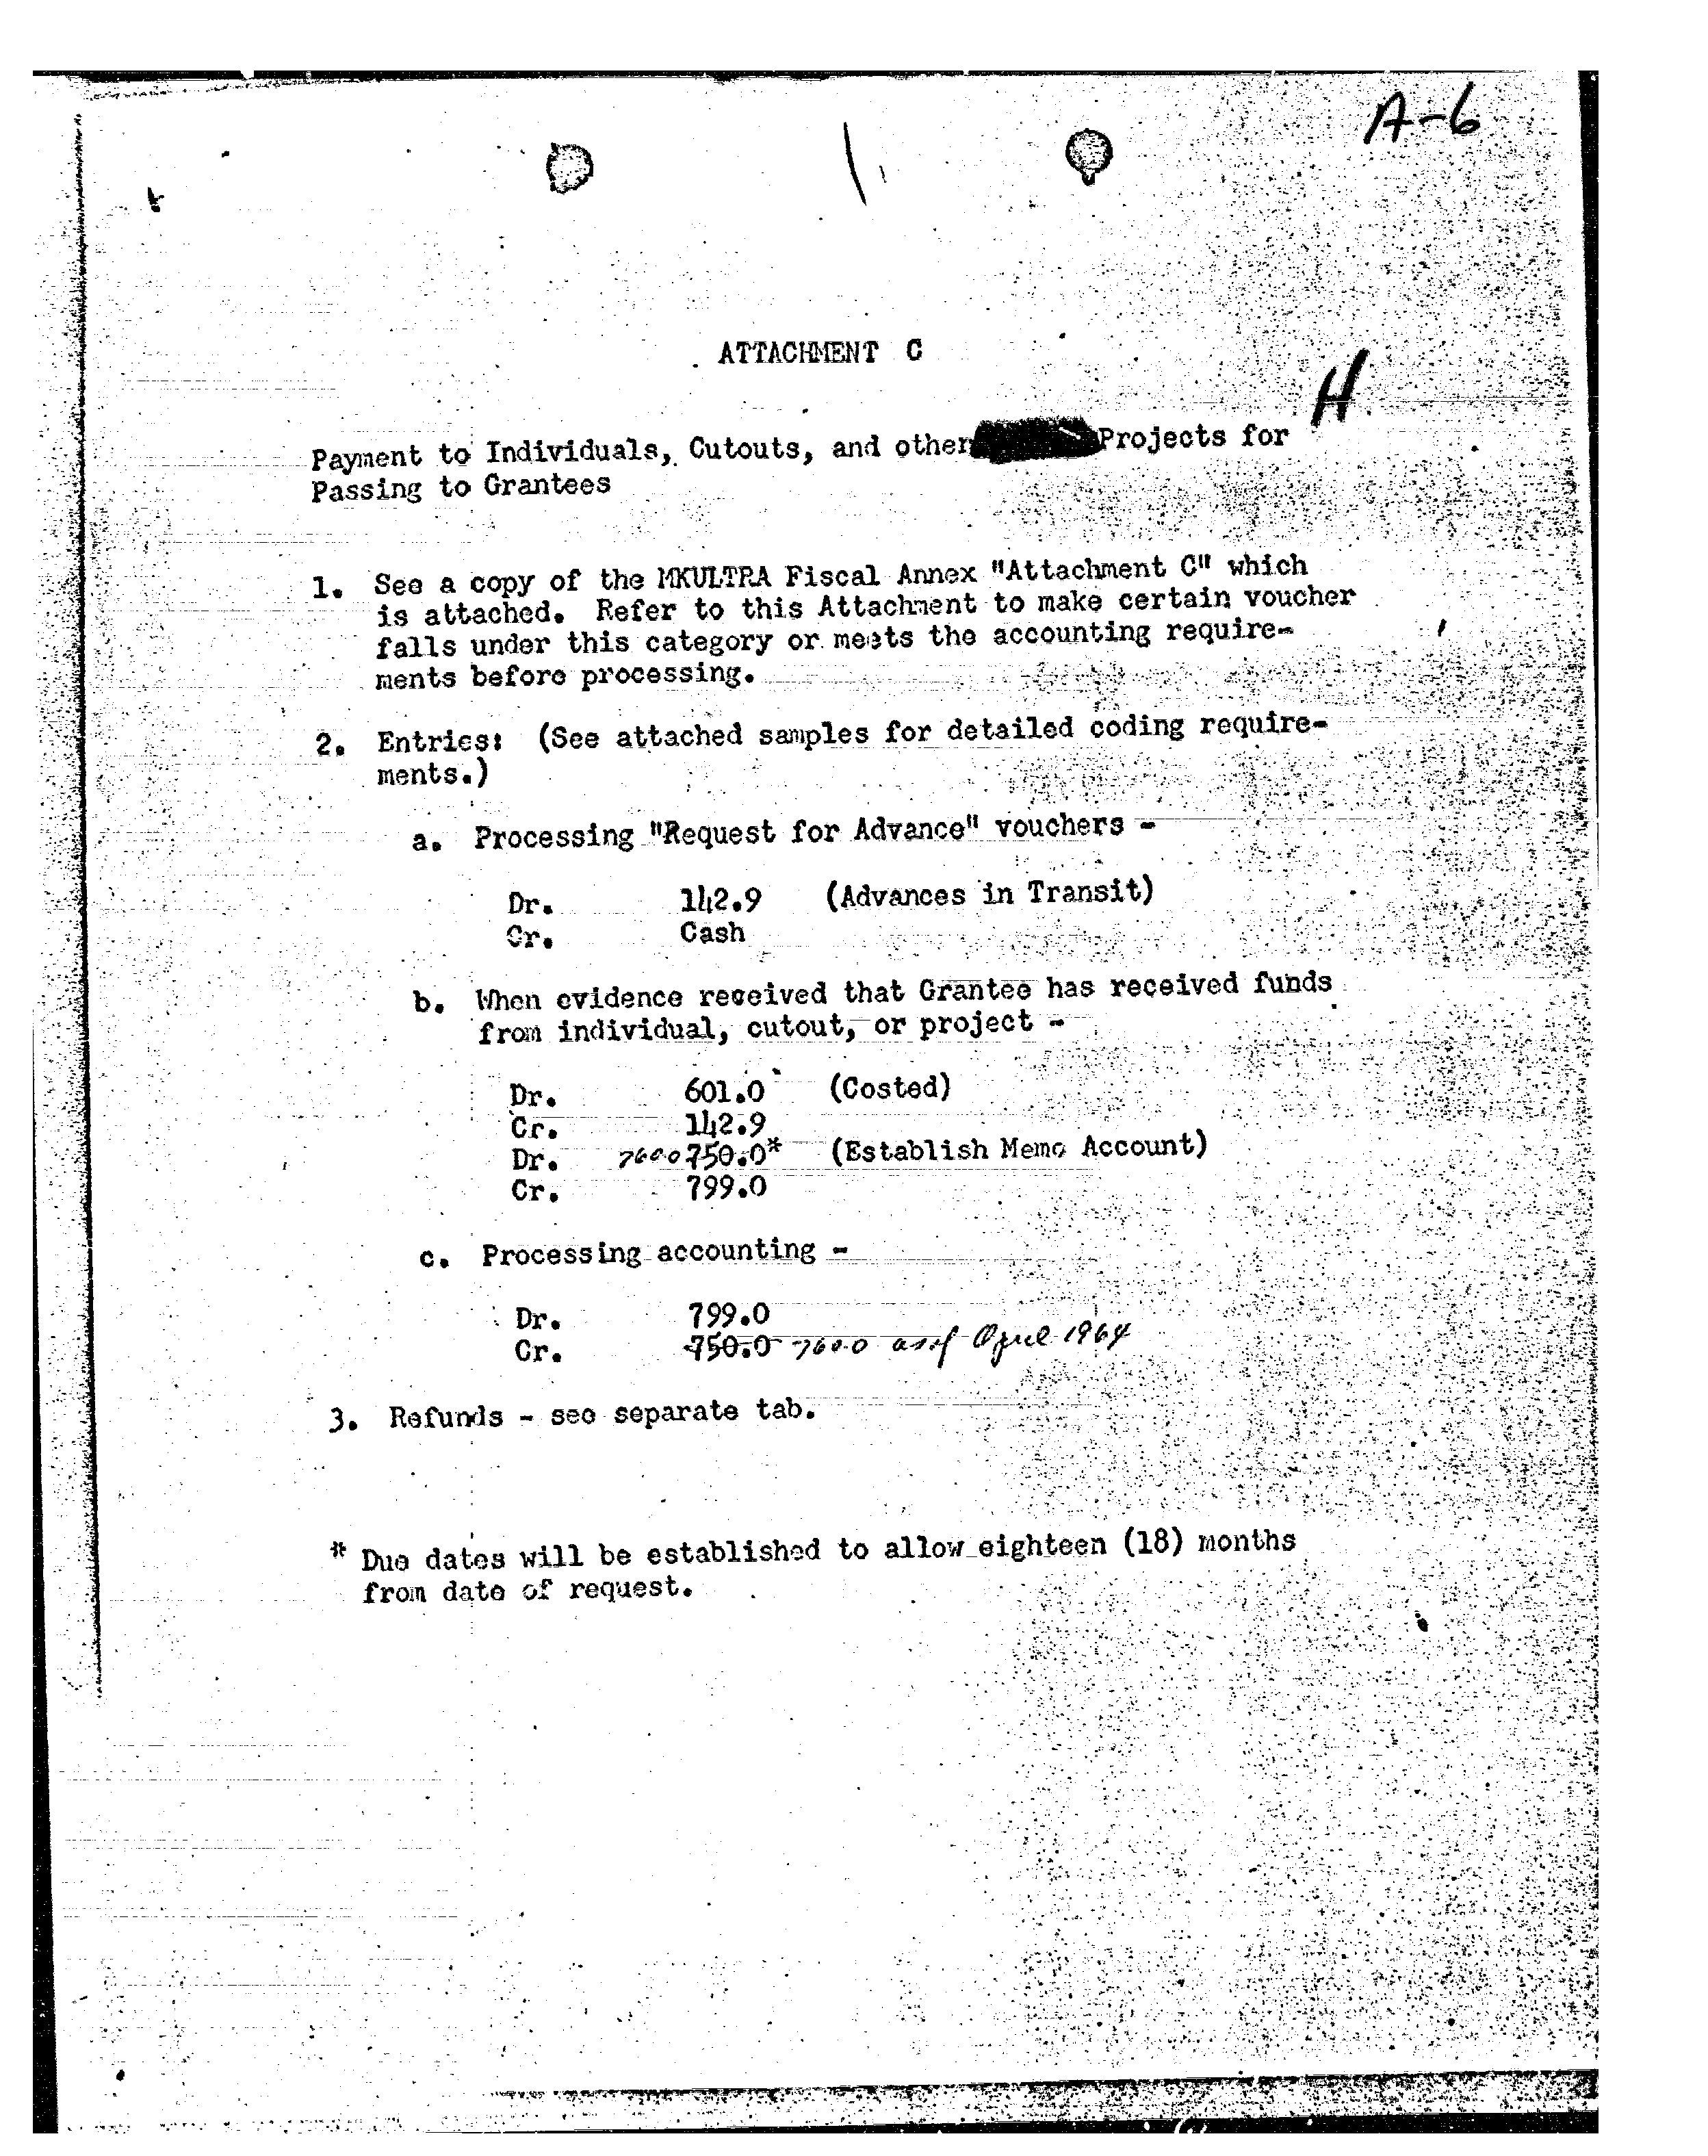 A-6
ATTACHMENT C
H
Payment to Individuals, Cutouts, and other Projects for
Passing to Grantees
1. See a copy of the MKULTRA Fiscal Annex "Attachment C" which
is attached. Refer to this Attachment to make certain voucher
falls under this category or meets the accounting require-
ments before processing.
2. Entries: (See attached samples for detailed coding require-
ments.)
a. Processing "Request for Advance" vouchers -
Dr. 142.9 (Advances in Transit)
Cr. Cash
b. When evidence received that Grantee has received funds
from individual, cutout, or project -
Dr. 601.0 (Costed)
Cr. 142.9
Dr. 760.0 750.0* (Establish Memo Account)
Cr. 799.0
c. Processing accounting -
Dr. 799.0
Cr. 750.0 760.0 as of April 1964
3. Refunds - see separate tab.
* Due dates will be established to allow eighteen (18) months
from date of request.